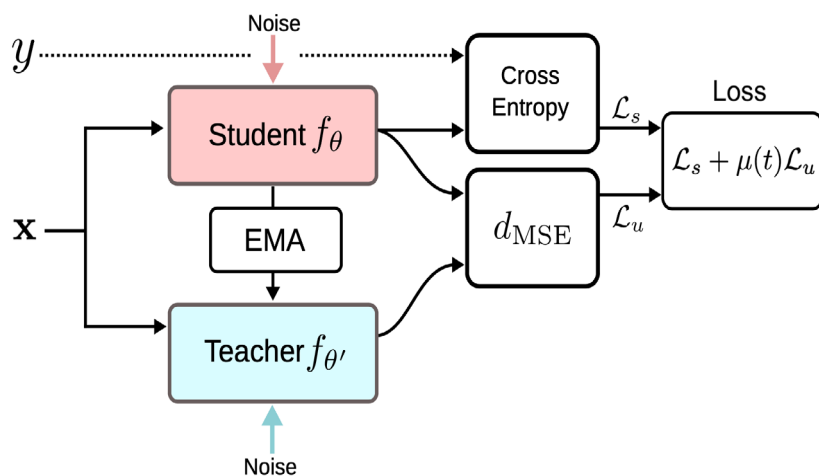 Noise
y
Cross
Entropy
Student f_θ
ℒ_s
Loss
ℒ_s + μ(t)ℒ_u
x
EMA
d_MSE
ℒ_u
Teacher f_θ′
Noise